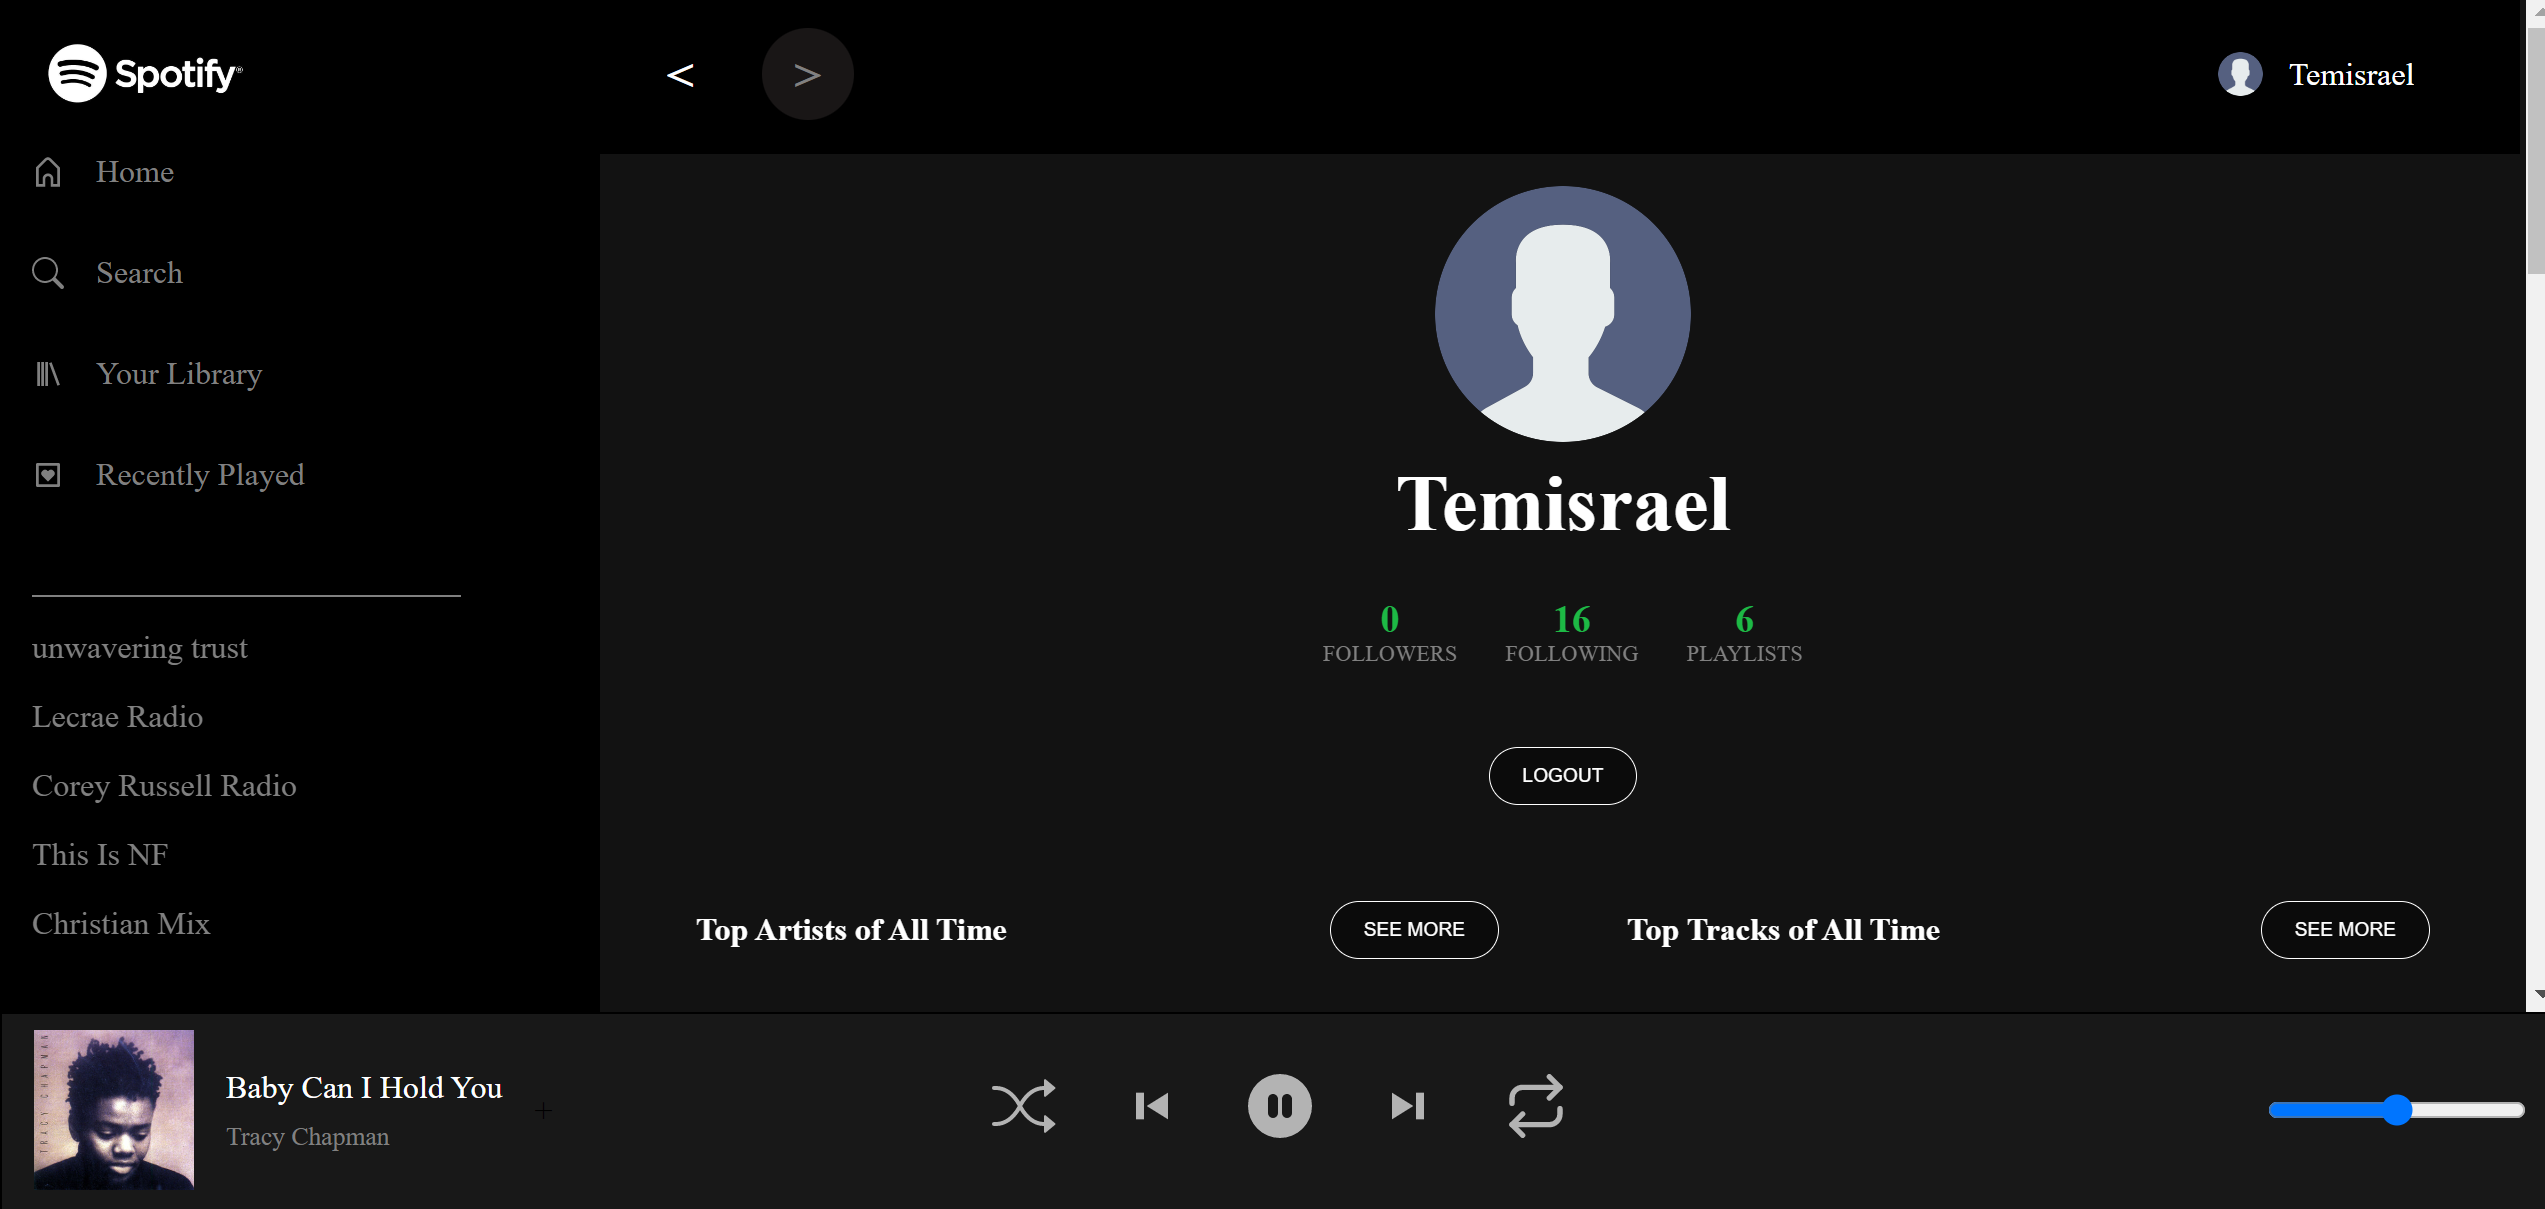 Spotify®
< >
Temisrael
Home
Search
Your Library
Recently Played
unwavering trust
Lecrae Radio
Corey Russell Radio
This Is NF
Christian Mix
Temisrael
0 16 6
FOLLOWERS FOLLOWING PLAYLISTS
LOGOUT
Top Artists of All Time
SEE MORE
Top Tracks of All Time
SEE MORE
TRACY CHAPMAN
Baby Can I Hold You
+
Tracy Chapman